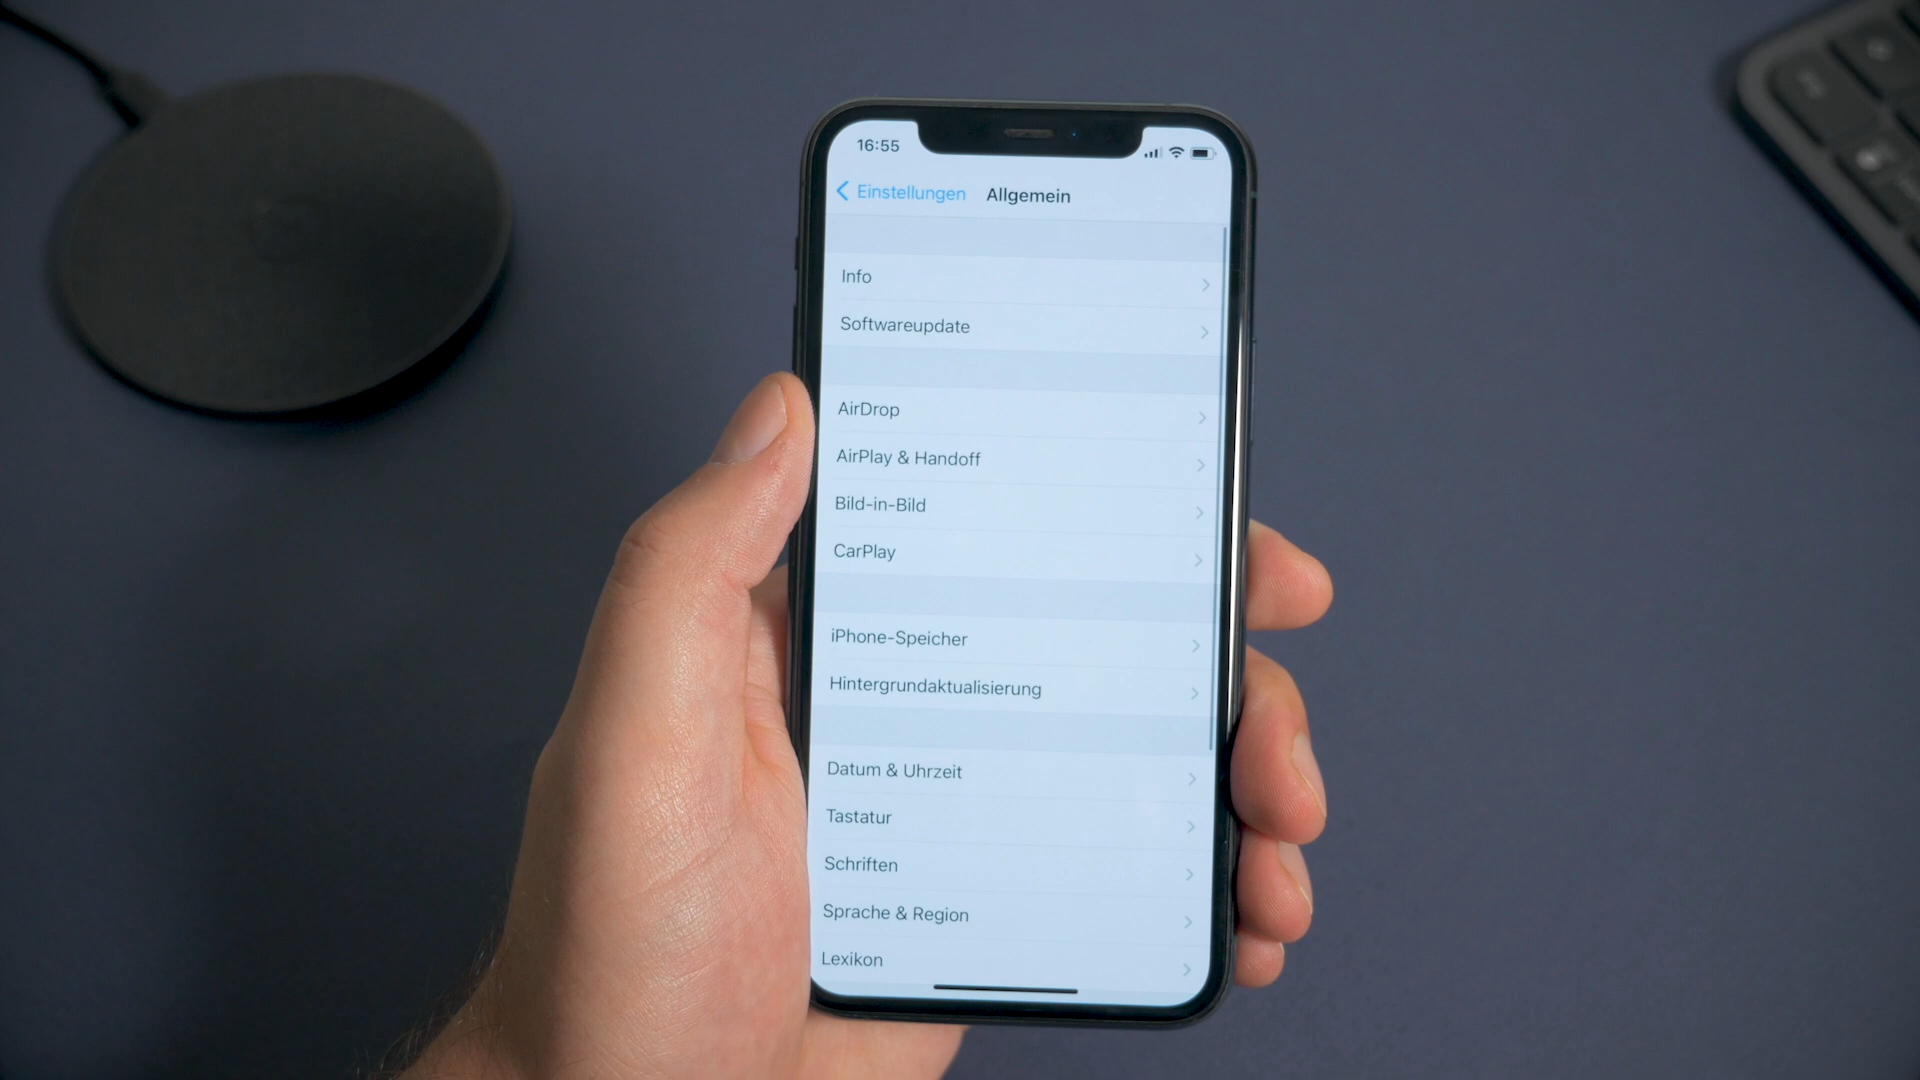 16:55
Einstellungen Allgemein
Info
Softwareupdate
AirDrop
AirPlay & Handoff
Bild-in-Bild
CarPlay
iPhone-Speicher
Hintergrundaktualisierung
Datum & Uhrzeit
Tastatur
Schriften
Sprache & Region
Lexikon